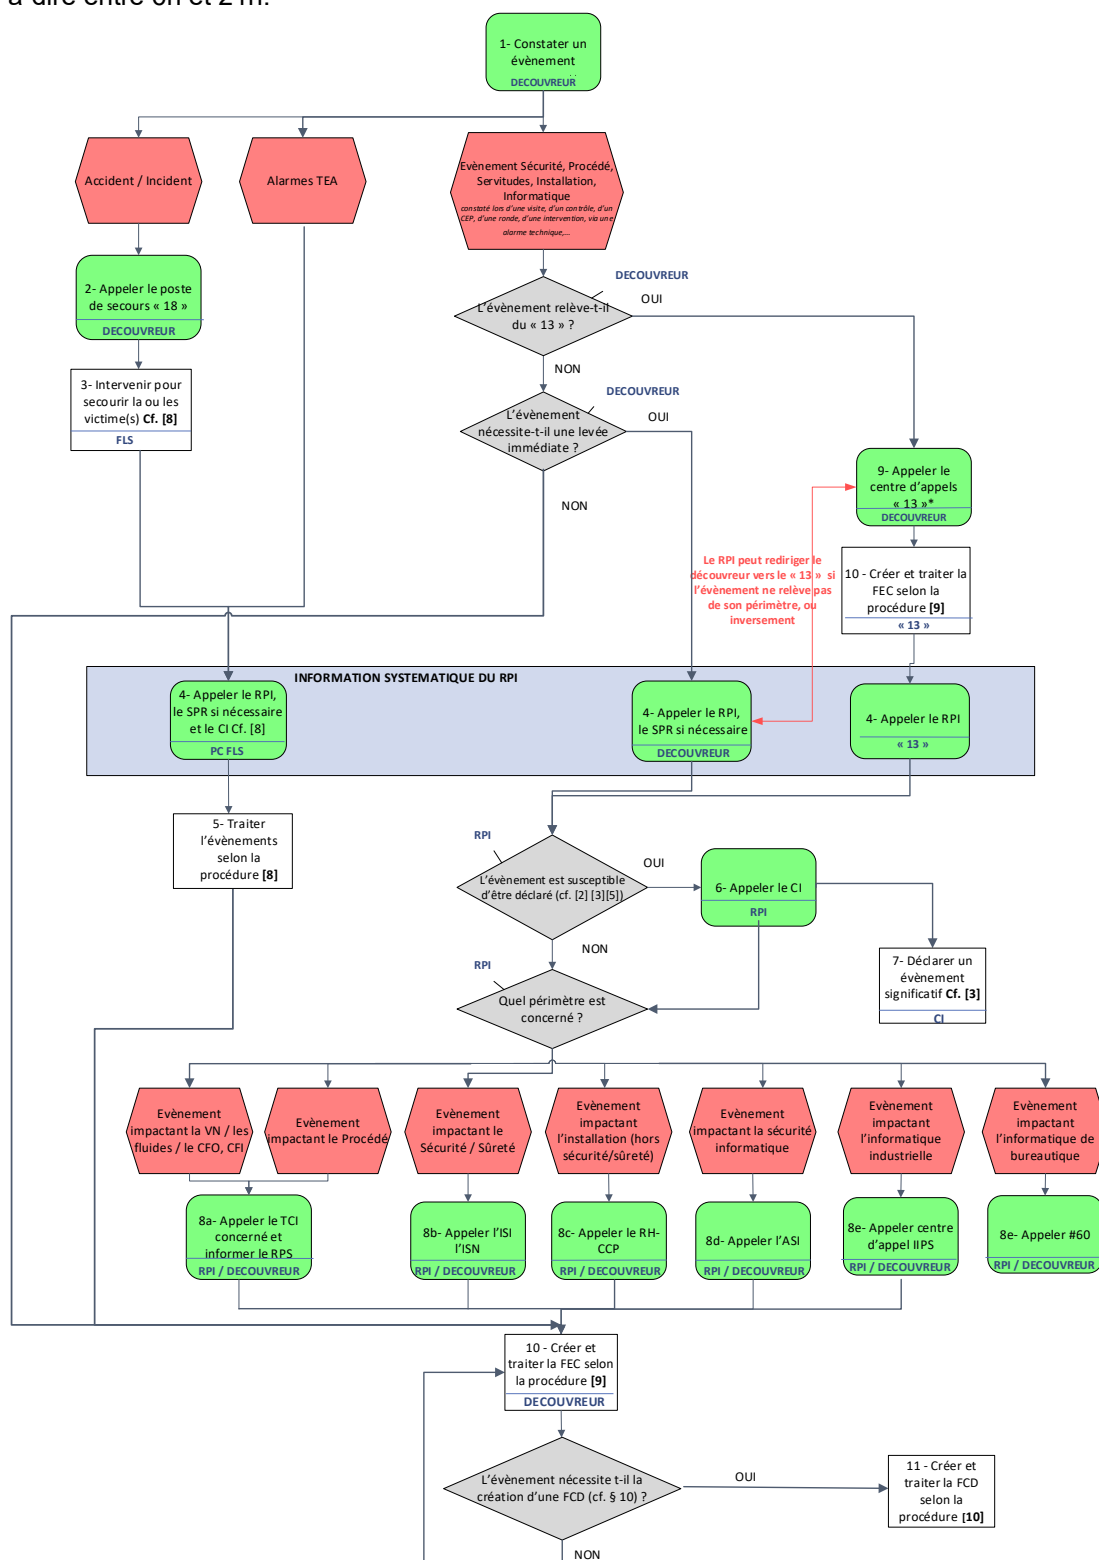 à dire entre 6h et 21h.
1- Constater un
évènement
DECOUVREUR
Accident / Incident
Alarmes TEA
Evènement Sécurité, Procédé,
Servitudes, Installation,
Informatique
constaté lors d'une visite, d'un contrôle, d'un
CEP, d'une ronde, d'une intervention, via une
alarme technique,...
2- Appeler le poste
de secours « 18 »
DECOUVREUR
DECOUVREUR
L'évènement relève-t-il
du « 13 » ?
OUI
NON
3- Intervenir pour
secourir la ou les
victime(s) Cf. [8]
FLS
DECOUVREUR
L'évènement
nécessite-t-il une levée
immédiate ?
OUI
NON
9- Appeler le
centre d'appels
« 13 »*
DECOUVREUR
Le RPI peut rediriger le
découvreur vers le « 13 » si
l'évènement ne relève pas
de son périmètre, ou
inversement
10 - Créer et traiter la
FEC selon la
procédure [9]
« 13 »
INFORMATION SYSTEMATIQUE DU RPI
4- Appeler le RPI,
le SPR si nécessaire
et le CI Cf. [8]
PC FLS
4- Appeler le RPI,
le SPR si nécessaire
DECOUVREUR
4- Appeler le RPI
« 13 »
5- Traiter
l'évènements
selon la
procédure [8]
RPI
L'évènement est susceptible
d'être déclaré (cf. [2] [3][5])
OUI
NON
6- Appeler le CI
RPI
7- Déclarer un
évènement
significatif Cf. [3]
CI
RPI
Quel périmètre est
concerné ?
Evènement
impactant la VN / les
fluides / le CFO, CFI
Evènement
impactant le Procédé
Evènement
impactant le
Sécurité / Sûreté
Evènement
impactant
l'installation (hors
sécurité/sûreté)
Evènement
impactant la sécurité
informatique
Evènement
impactant
l'informatique
industrielle
Evènement
impactant
l'informatique de
bureautique
8a- Appeler le TCI
concerné et
informer le RPS
RPI / DECOUVREUR
8b- Appeler l'ISI
l'ISN
RPI / DECOUVREUR
8c- Appeler le RH-
CCP
RPI / DECOUVREUR
8d- Appeler l'ASI
RPI / DECOUVREUR
8e- Appeler centre
d'appel IIPS
RPI / DECOUVREUR
8e- Appeler #60
RPI / DECOUVREUR
10 - Créer et
traiter la FEC selon
la procédure [9]
DECOUVREUR
L'évènement nécessite t-il la
création d'une FCD (cf. § 10) ?
OUI
NON
11 - Créer et
traiter la FCD
selon la
procédure [10]